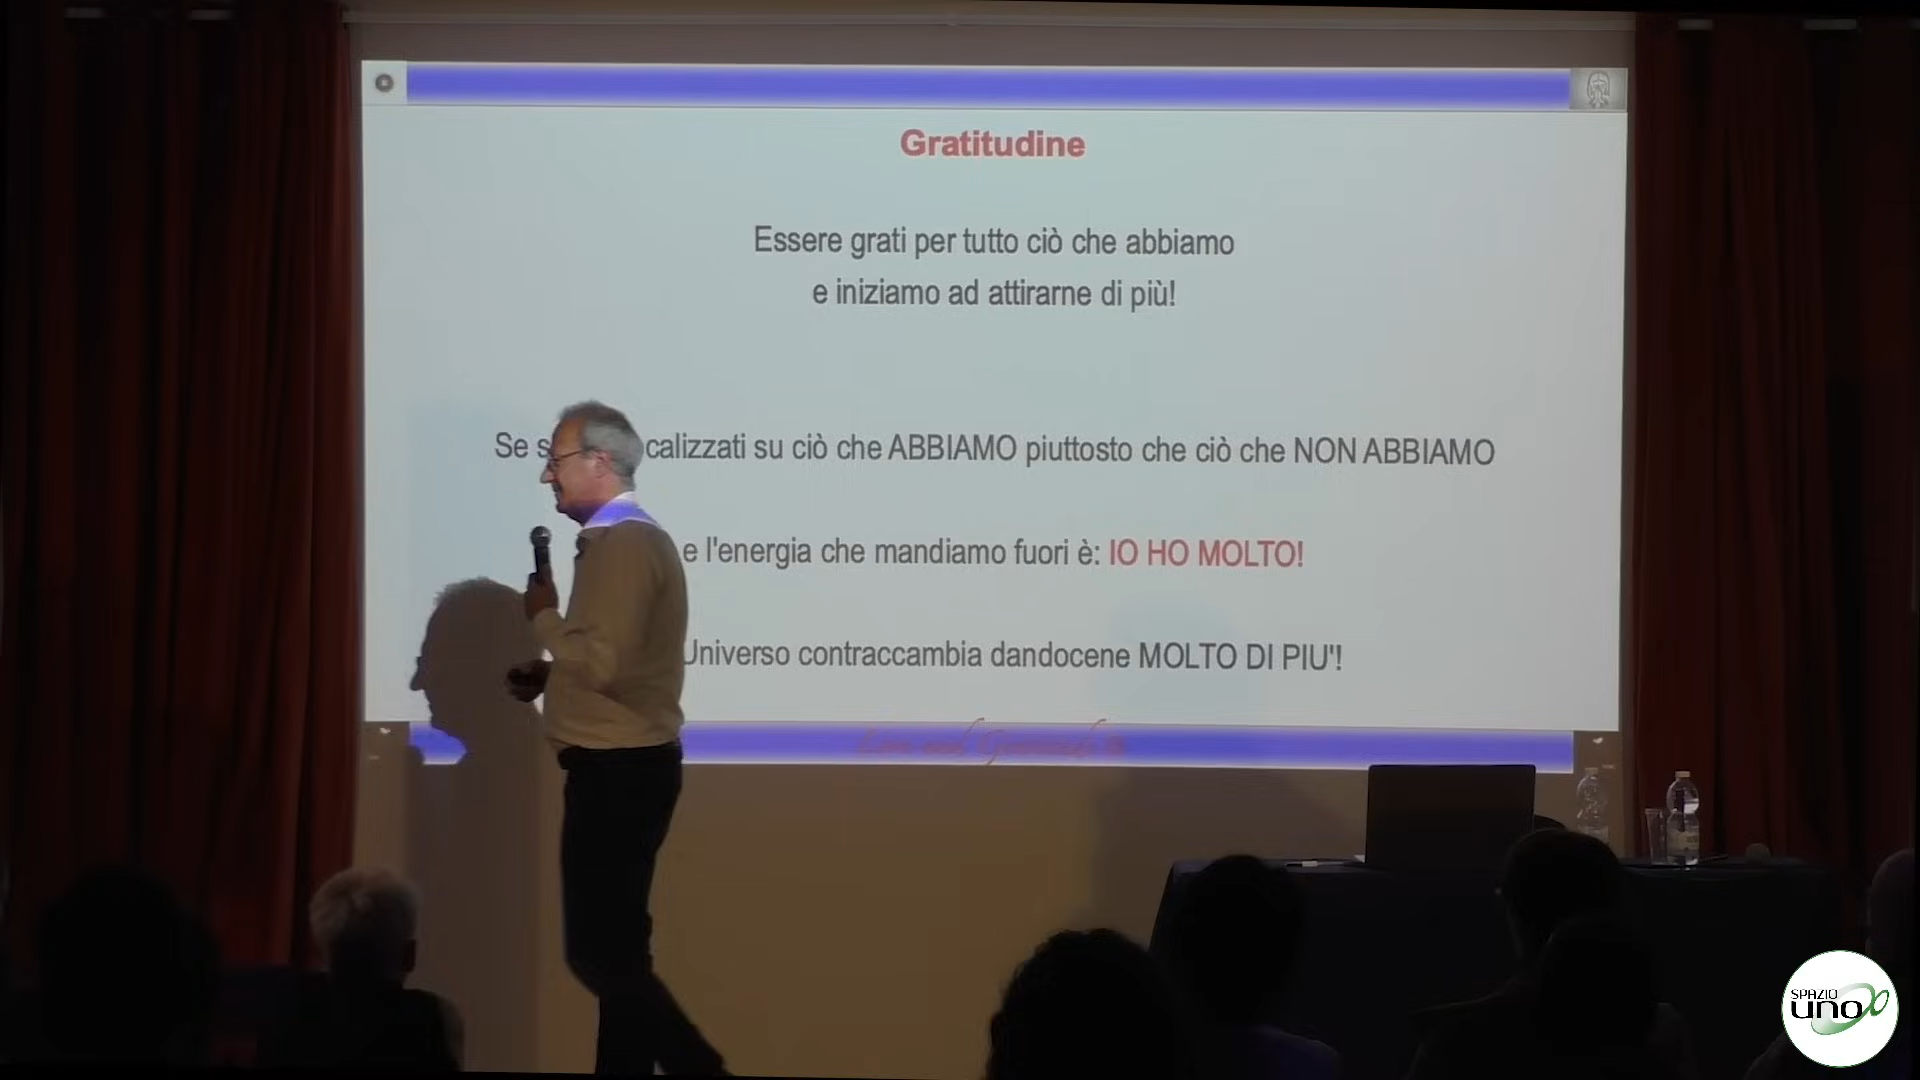 Gratitudine
Essere grati per tutto ciò che abbiamo
e iniziamo ad attirarne di più!
Se calizzati su ciò che ABBIAMO piuttosto che ciò che NON ABBIAMO
e l'energia che mandiamo fuori è: IO HO MOLTO!
Universo contraccambia dandocene MOLTO DI PIU'!
SPAZIO
uno